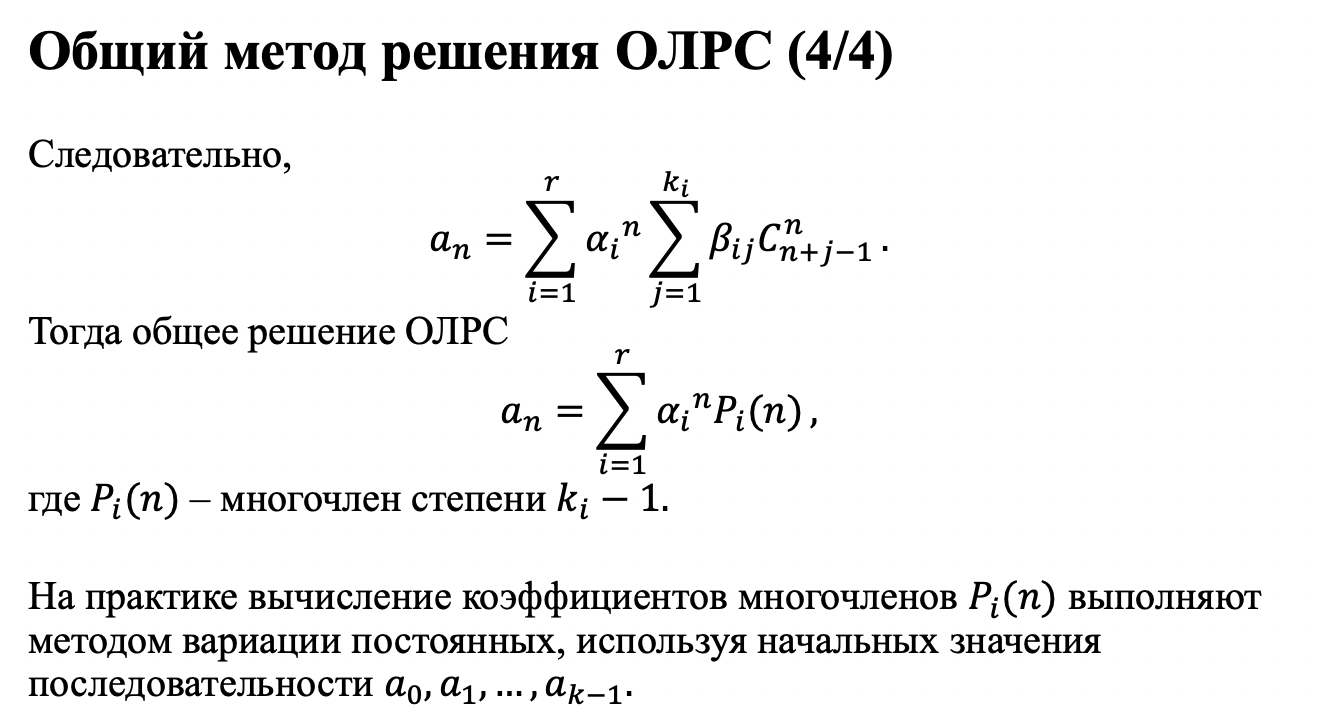 Общий метод решения ОЛРС (4/4)
Следовательно,
$a_n = \sum_{i=1}^{r} \alpha_i{}^n \sum_{j=1}^{k_i} \beta_{ij} C_{n+j-1}^{n}.$
Тогда общее решение ОЛРС
$a_n = \sum_{i=1}^{r} \alpha_i{}^n P_i(n),$
где $P_i(n)$ – многочлен степени $k_i - 1$.
На практике вычисление коэффициентов многочленов $P_i(n)$ выполняют
методом вариации постоянных, используя начальных значения
последовательности $a_0, a_1, \ldots, a_{k-1}$.